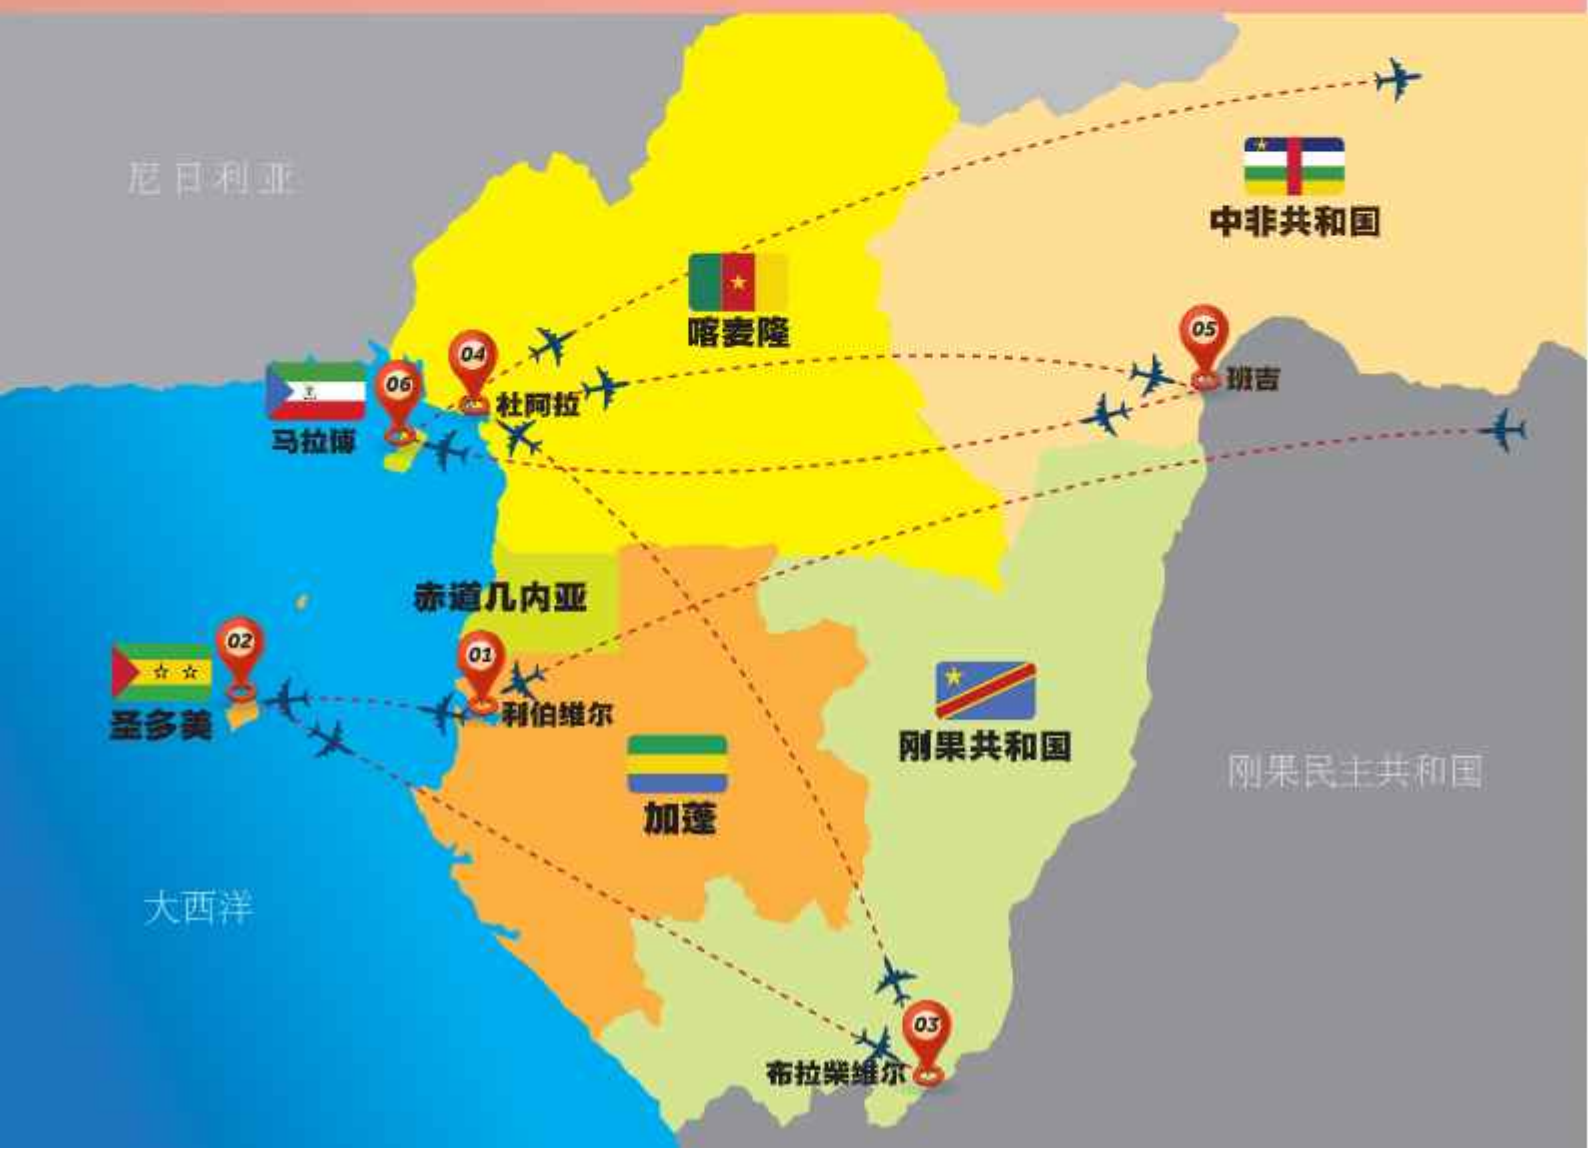 尼日利亚
中非共和国
喀麦隆
05
04
06
班吉
杜阿拉
马拉博
赤道几内亚
02
01
圣多美
利伯维尔
刚果共和国
刚果民主共和国
加蓬
大西洋
03
布拉柴维尔